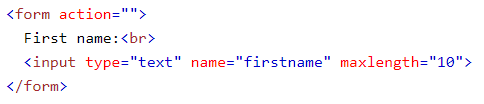 <form action="">
  First name:<br>
  <input type="text" name="firstname" maxlength="10">
</form>